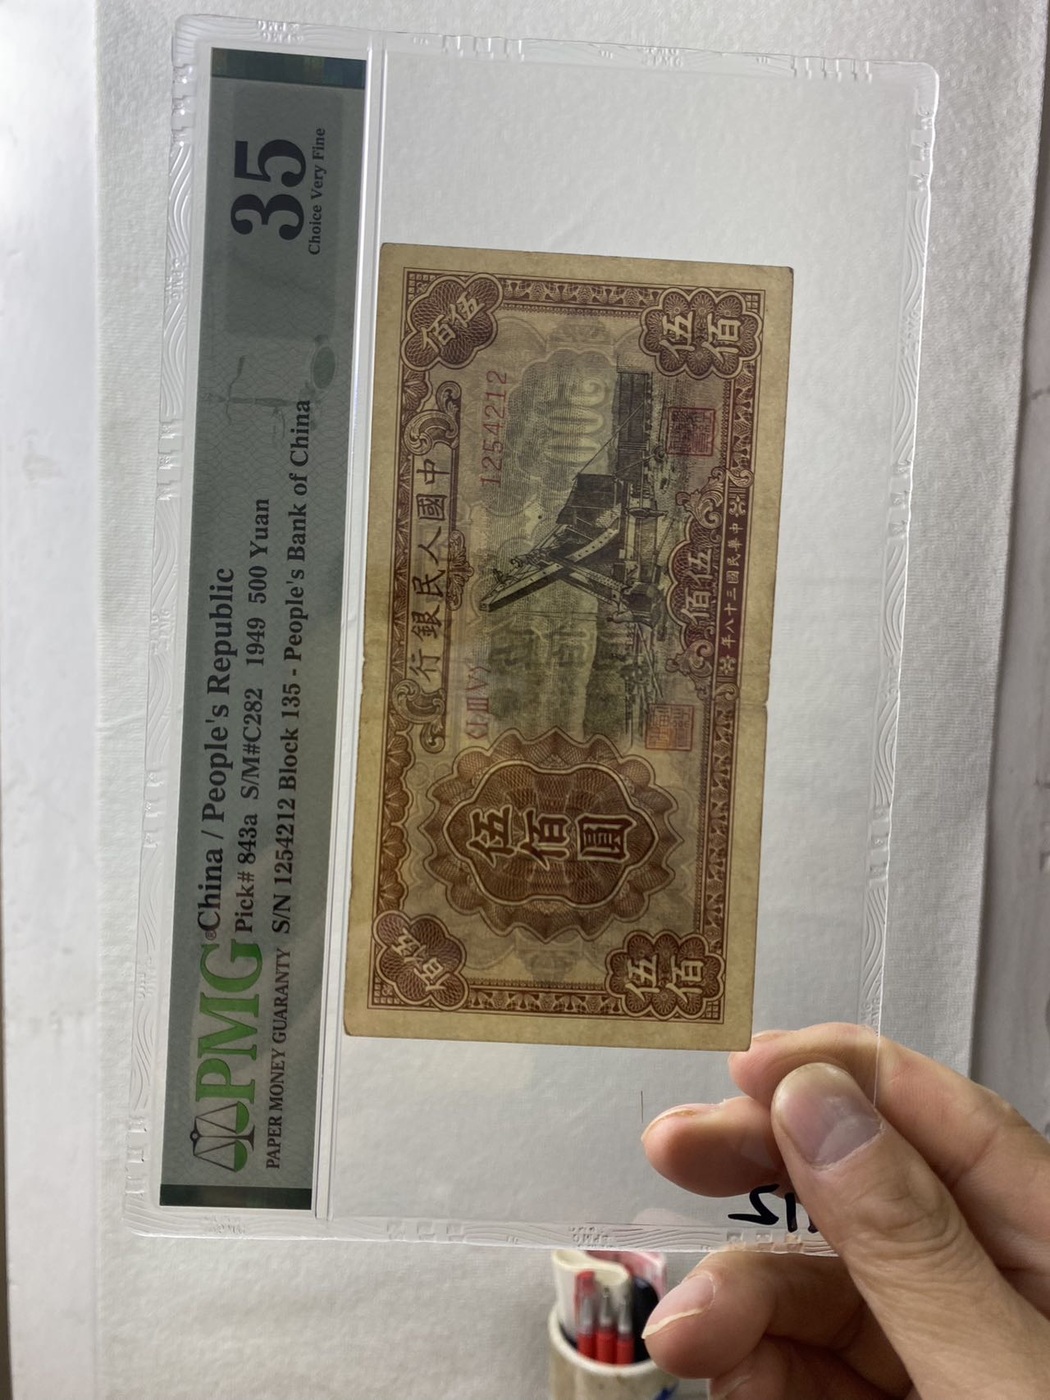 PMG®
PAPER MONEY GUARANTY
China / People's Republic
Pick# 843a S/M#C282 1949 500 Yuan
S/N 1254212 Block 135 - People's Bank of China
35
Choice Very Fine
行銀民人國中
伍佰
伍佰
1254212
500
伍佰圓
伍佰
伍佰
伍佰
年八十三國民華中